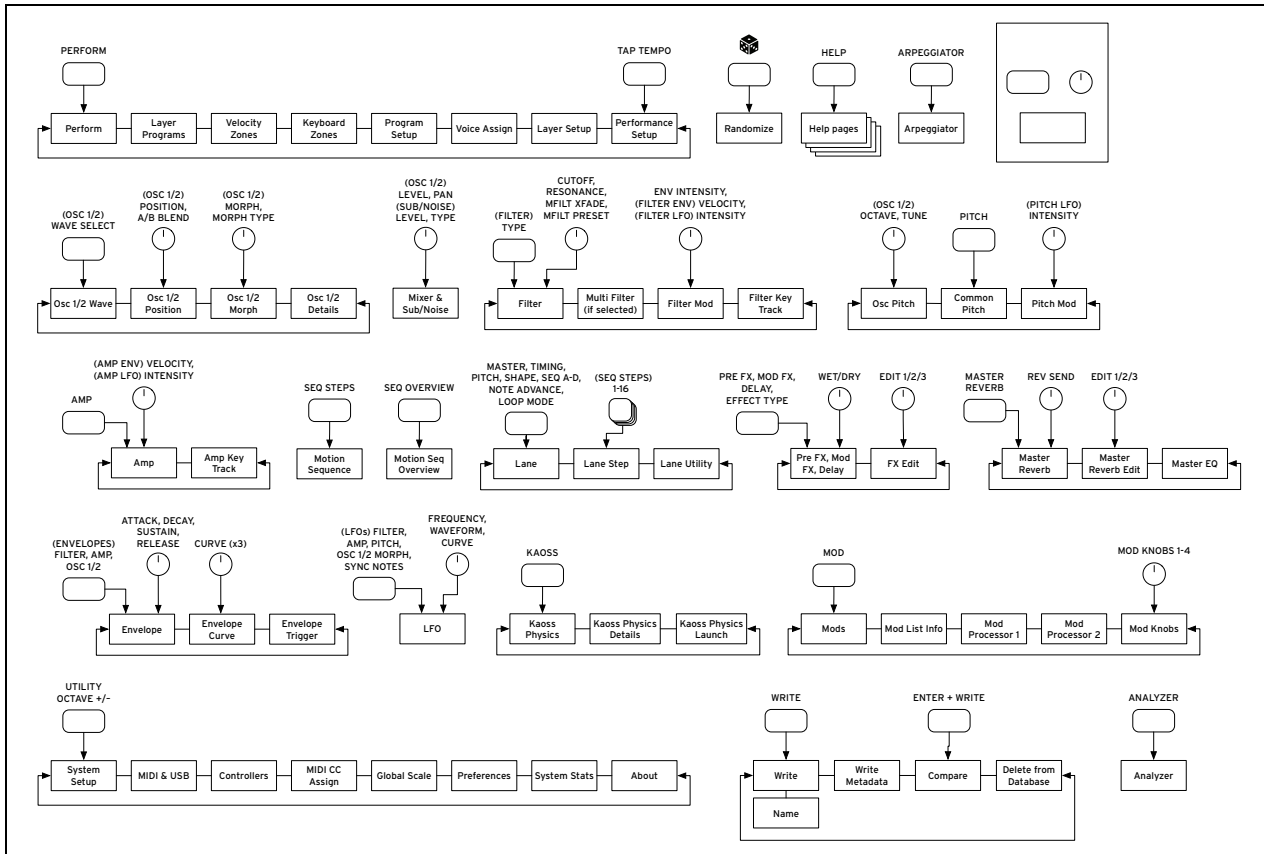 PERFORM
TAP TEMPO
HELP
ARPEGGIATOR
Perform
Layer
Programs
Velocity
Zones
Keyboard
Zones
Program
Setup
Voice Assign
Layer Setup
Performance
Setup
Randomize
Help pages
Arpeggiator
(OSC 1/2)
WAVE SELECT
(OSC 1/2)
POSITION,
A/B BLEND
(OSC 1/2)
MORPH,
MORPH TYPE
(OSC 1/2)
LEVEL, PAN
(SUB/NOISE)
LEVEL, TYPE
(FILTER)
TYPE
CUTOFF,
RESONANCE,
MFILT XFADE,
MFILT PRESET
ENV INTENSITY,
(FILTER ENV) VELOCITY,
(FILTER LFO) INTENSITY
(OSC 1/2)
OCTAVE, TUNE
PITCH
(PITCH LFO)
INTENSITY
Osc 1/2 Wave
Osc 1/2
Position
Osc 1/2
Morph
Osc 1/2
Details
Mixer &
Sub/Noise
Filter
Multi Filter
(if selected)
Filter Mod
Filter Key
Track
Osc Pitch
Common
Pitch
Pitch Mod
AMP
(AMP ENV) VELOCITY,
(AMP LFO) INTENSITY
SEQ STEPS
SEQ OVERVIEW
MASTER, TIMING,
PITCH, SHAPE, SEQ A-D,
NOTE ADVANCE,
LOOP MODE
(SEQ STEPS)
1-16
PRE FX, MOD FX,
DELAY,
EFFECT TYPE
WET/DRY
EDIT 1/2/3
MASTER
REVERB
REV SEND
EDIT 1/2/3
Amp
Amp Key
Track
Motion
Sequence
Motion Seq
Overview
Lane
Lane Step
Lane Utility
Pre FX, Mod
FX, Delay
FX Edit
Master
Reverb
Master
Reverb Edit
Master EQ
(ENVELOPES)
FILTER, AMP,
OSC 1/2
ATTACK, DECAY,
SUSTAIN,
RELEASE
CURVE (x3)
(LFOs) FILTER,
AMP, PITCH,
OSC 1/2 MORPH,
SYNC NOTES
FREQUENCY,
WAVEFORM,
CURVE
KAOSS
MOD
MOD KNOBS 1-4
Envelope
Envelope
Curve
Envelope
Trigger
LFO
Kaoss
Physics
Kaoss Physics
Details
Kaoss Physics
Launch
Mods
Mod List Info
Mod
Processor 1
Mod
Processor 2
Mod Knobs
UTILITY
OCTAVE +/–
WRITE
ENTER + WRITE
ANALYZER
System
Setup
MIDI & USB
Controllers
MIDI CC
Assign
Global Scale
Preferences
System Stats
About
Write
Write
Metadata
Compare
Delete from
Database
Analyzer
Name